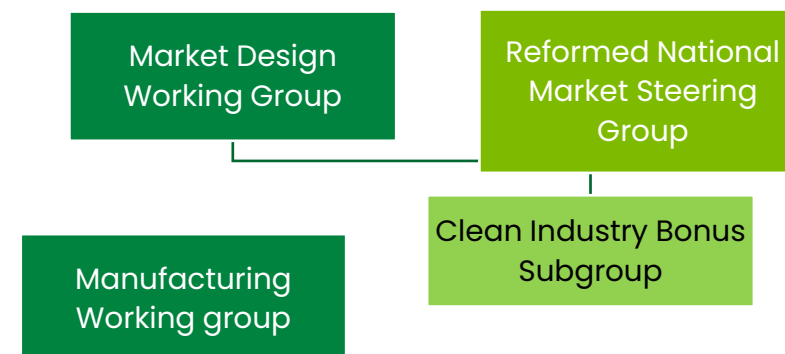 Market Design
Working Group
Reformed National
Market Steering
Group
Clean Industry Bonus
Subgroup
Manufacturing
Working group